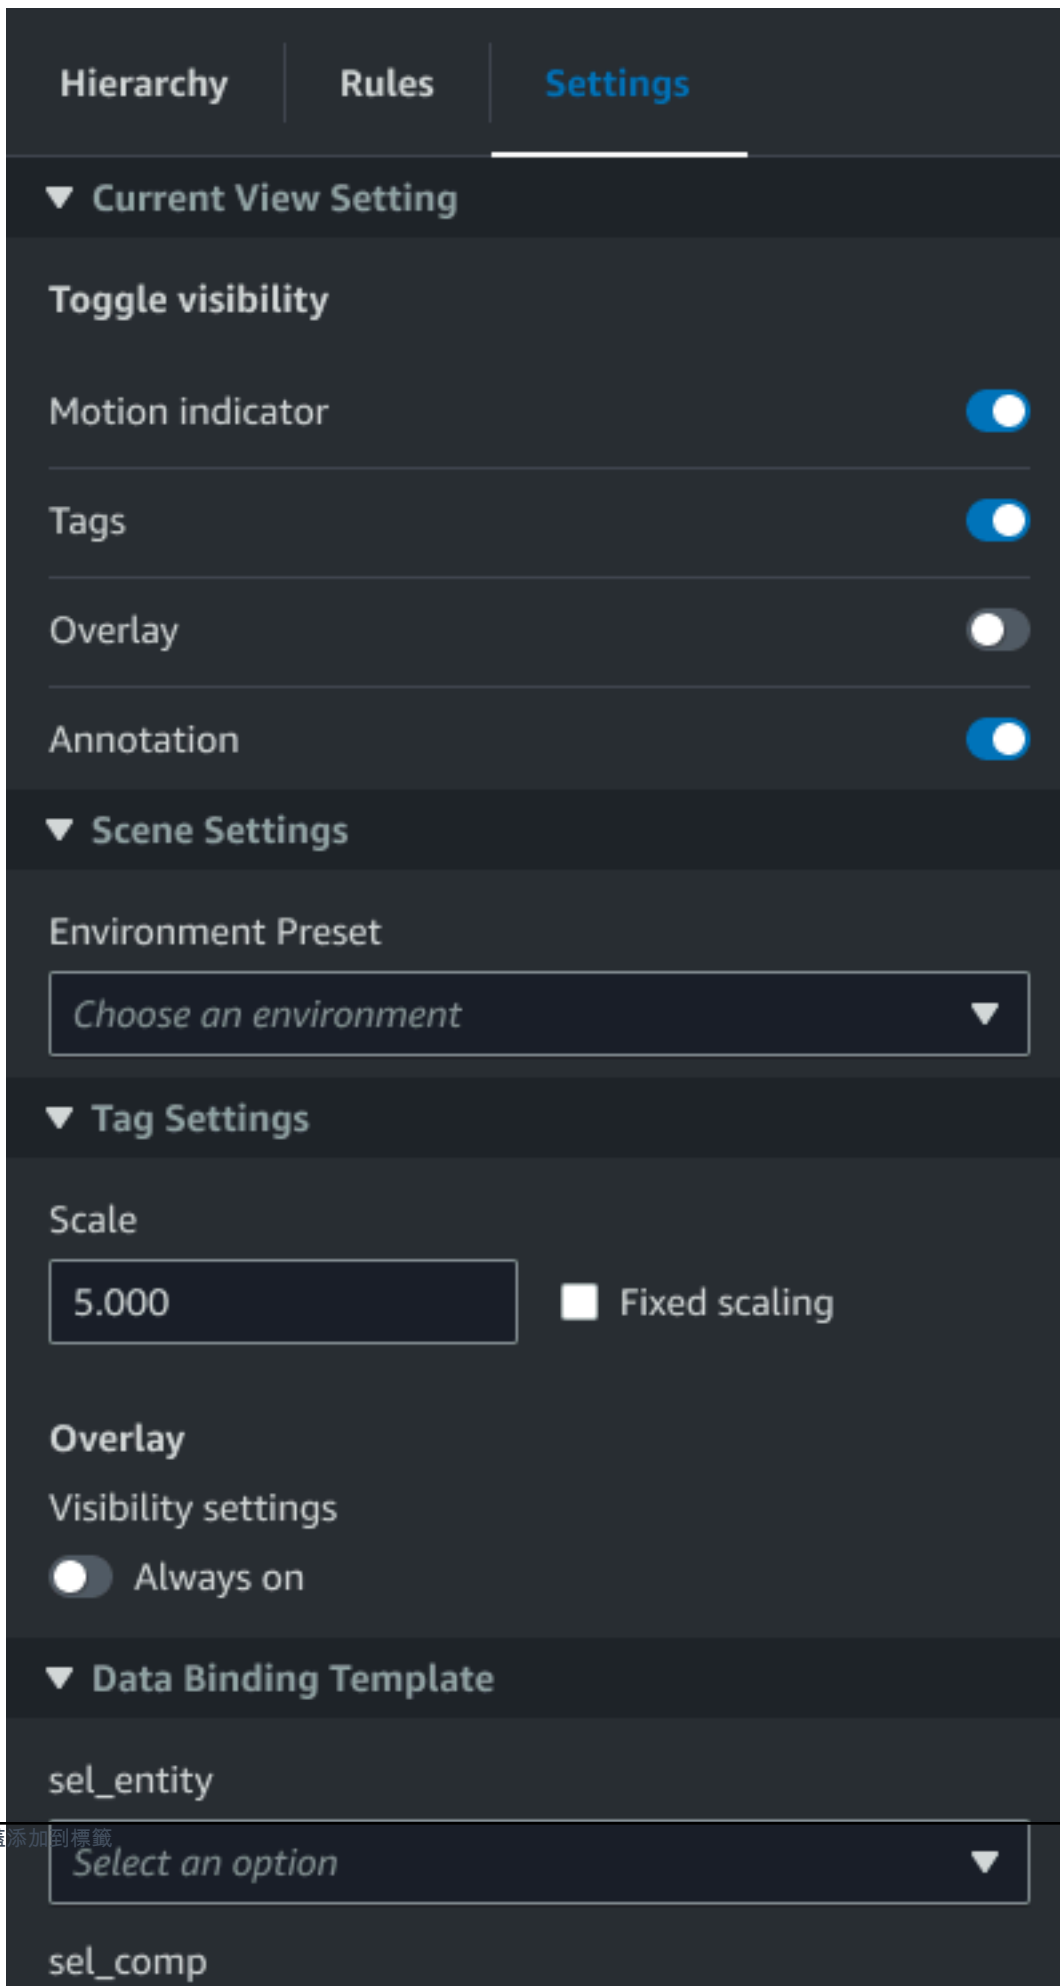 Hierarchy Rules Settings
Current View Setting
Toggle visibility
Motion indicator
Tags
Overlay
Annotation
Scene Settings
Environment Preset
Choose an environment
Tag Settings
Scale
5.000 Fixed scaling
Overlay
Visibility settings
Always on
Data Binding Template
sel_entity
添加到標籤
Select an option
sel_comp